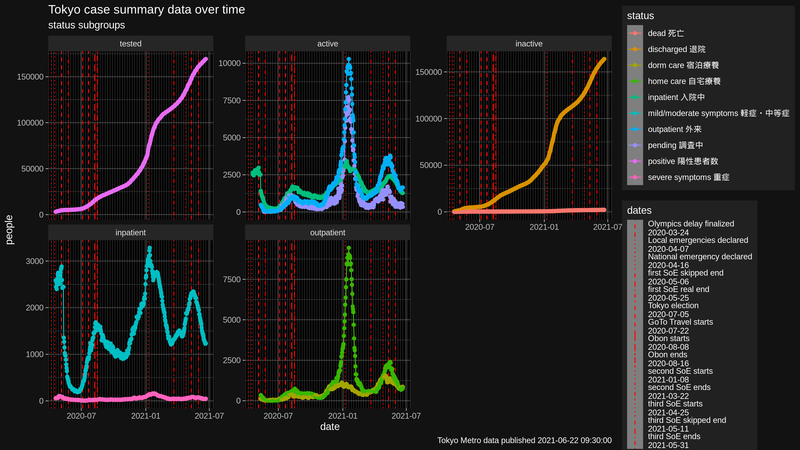 Tokyo case summary data over time
status subgroups
tested
active
inactive
150000
100000
50000
0
10000
7500
5000
2500
0
150000
100000
50000
0
2020-07
2021-01
2021-07
people
inpatient
outpatient
3000
2000
1000
0
7500
5000
2500
0
2020-07
2021-01
2021-07
2020-07
2021-01
2021-07
date
Tokyo Metro data published 2021-06-22 09:30:00
status
dead 死亡
discharged 退院
dorm care 宿泊療養
home care 自宅療養
inpatient 入院中
mild/moderate symptoms 軽症・中等症
outpatient 外来
pending 調査中
positive 陽性患者数
severe symptoms 重症
dates
Olympics delay finalized
2020-03-24
Local emergencies declared
2020-04-07
National emergency declared
2020-04-16
first SoE skipped end
2020-05-06
first SoE real end
2020-05-25
Tokyo election
2020-07-05
GoTo Travel starts
2020-07-22
Obon starts
2020-08-08
Obon ends
2020-08-16
second SoE starts
2021-01-08
second SoE ends
2021-03-22
third SoE starts
2021-04-25
third SoE skipped end
2021-05-11
third SoE ends
2021-05-31